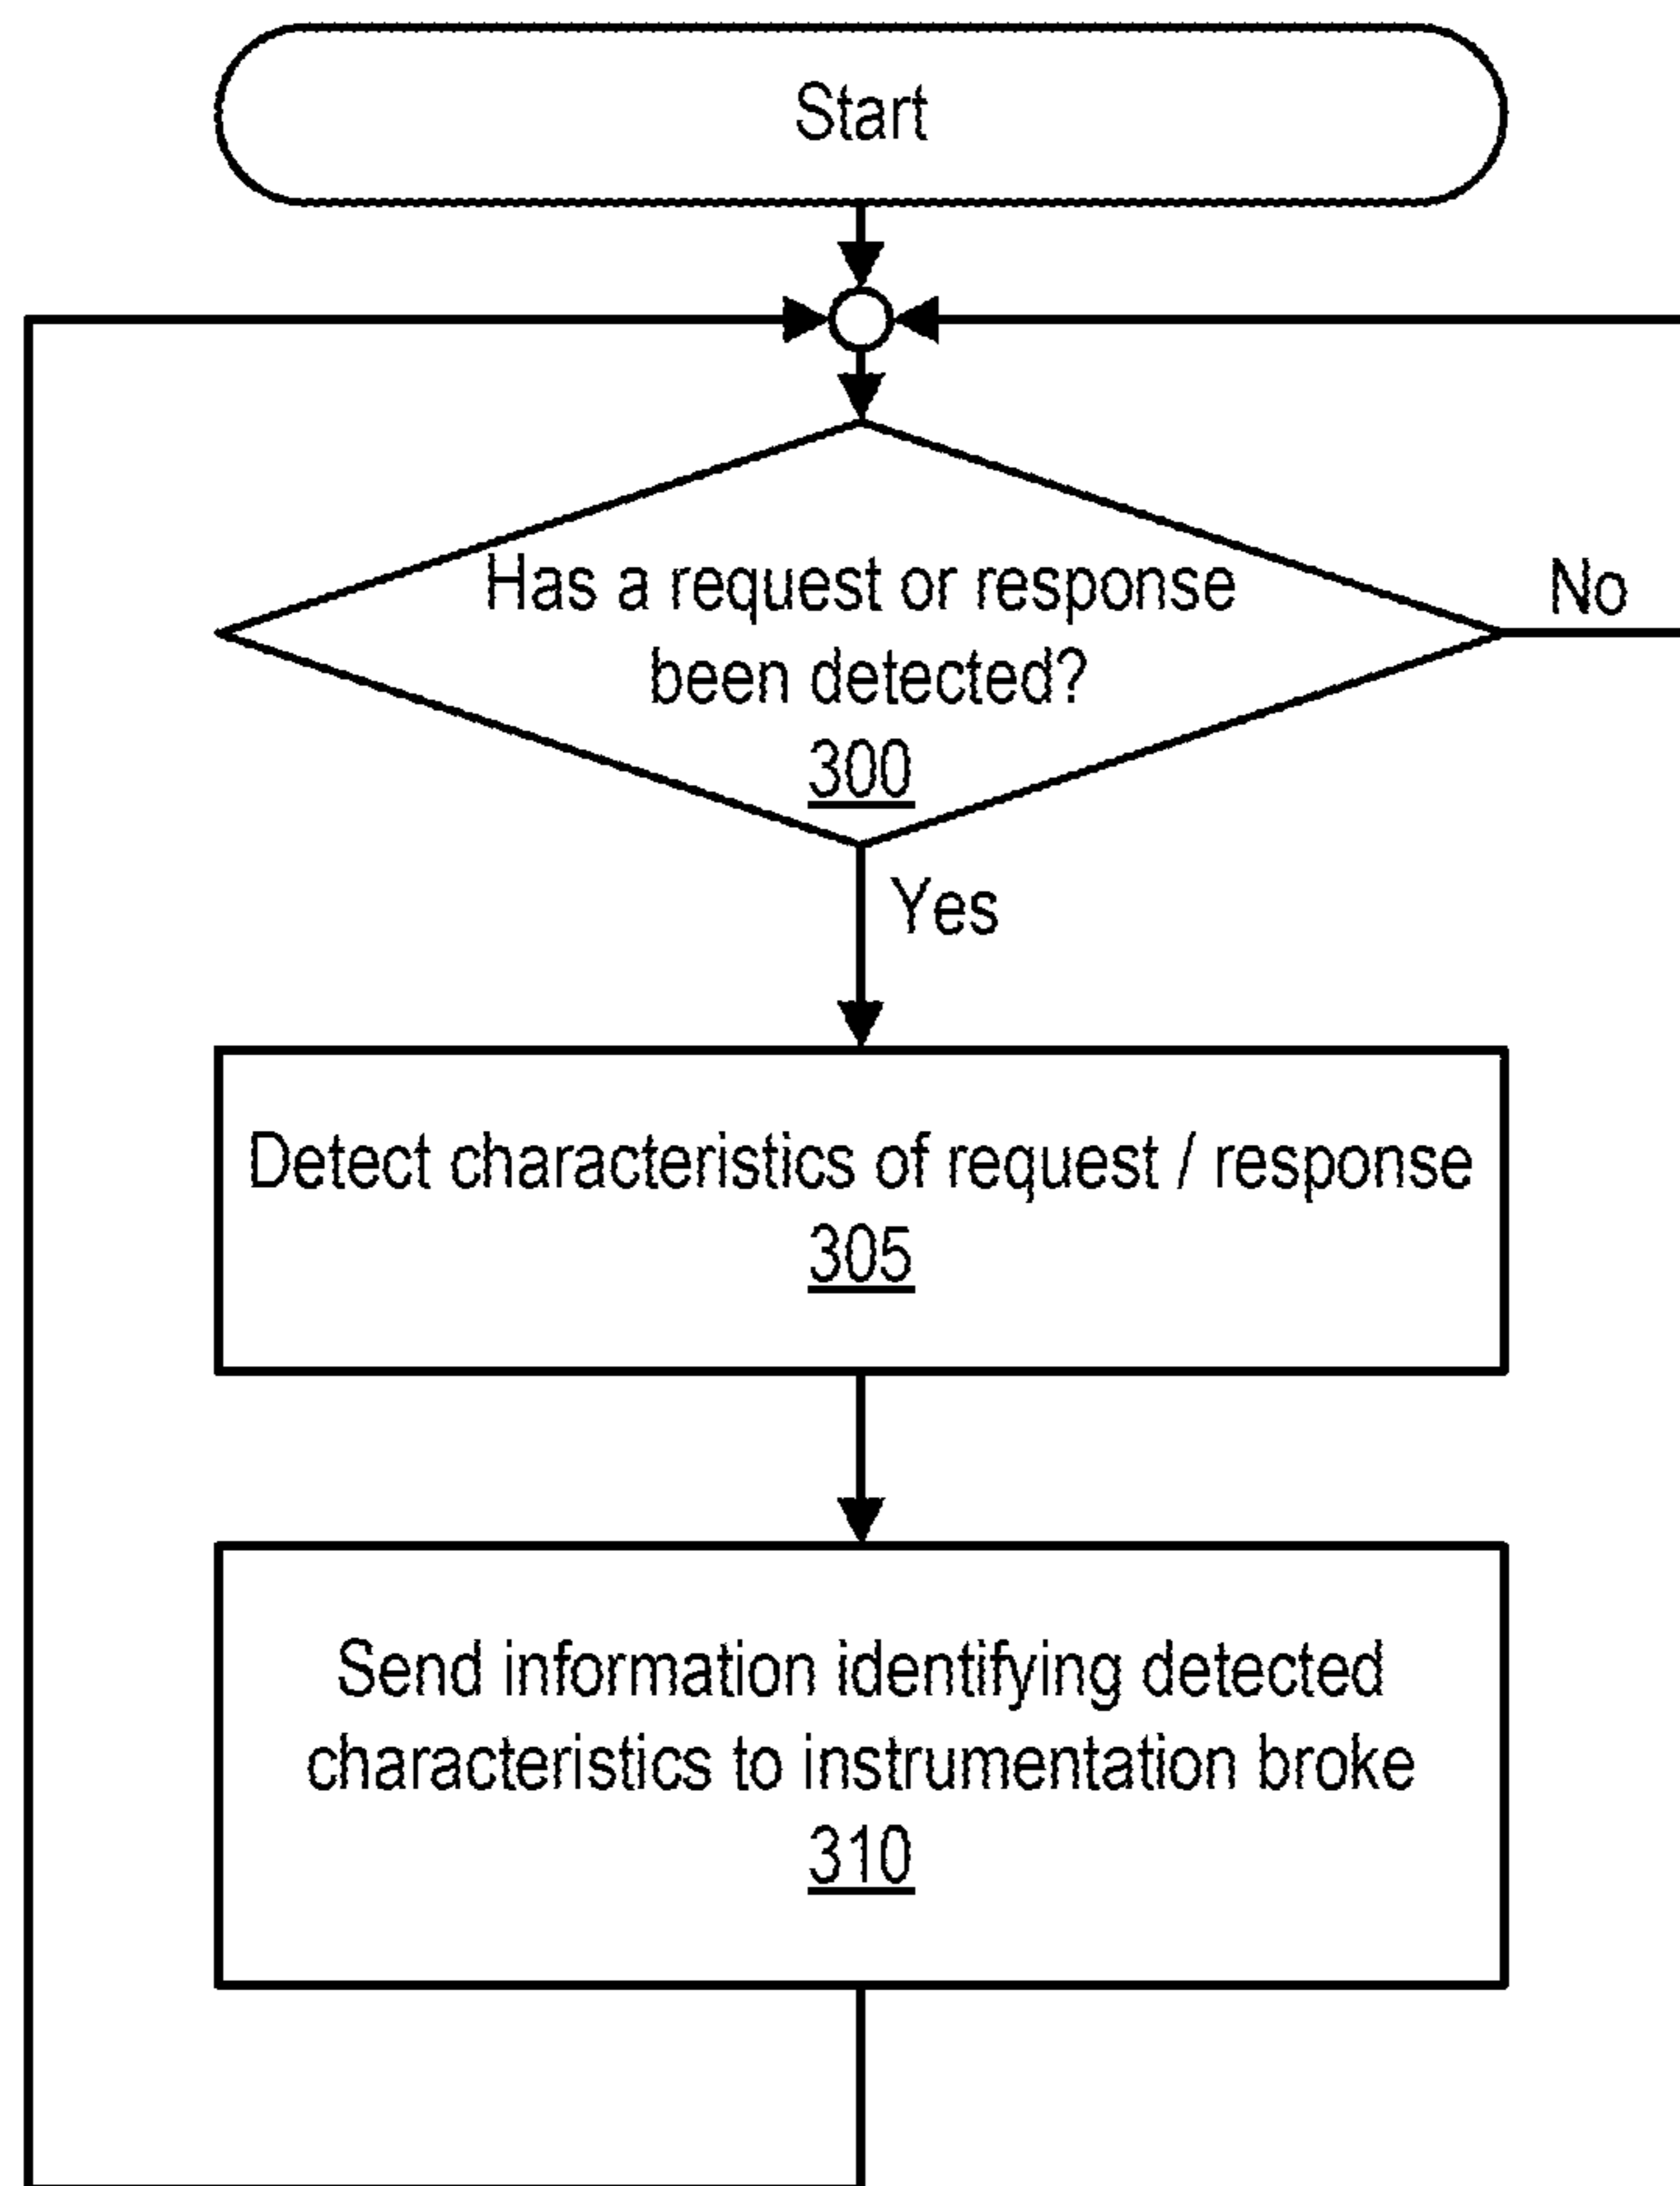 Start
Has a request or response
been detected?
300
No
Yes
Detect characteristics of request / response
305
Send information identifying detected
characteristics to instrumentation broke
310